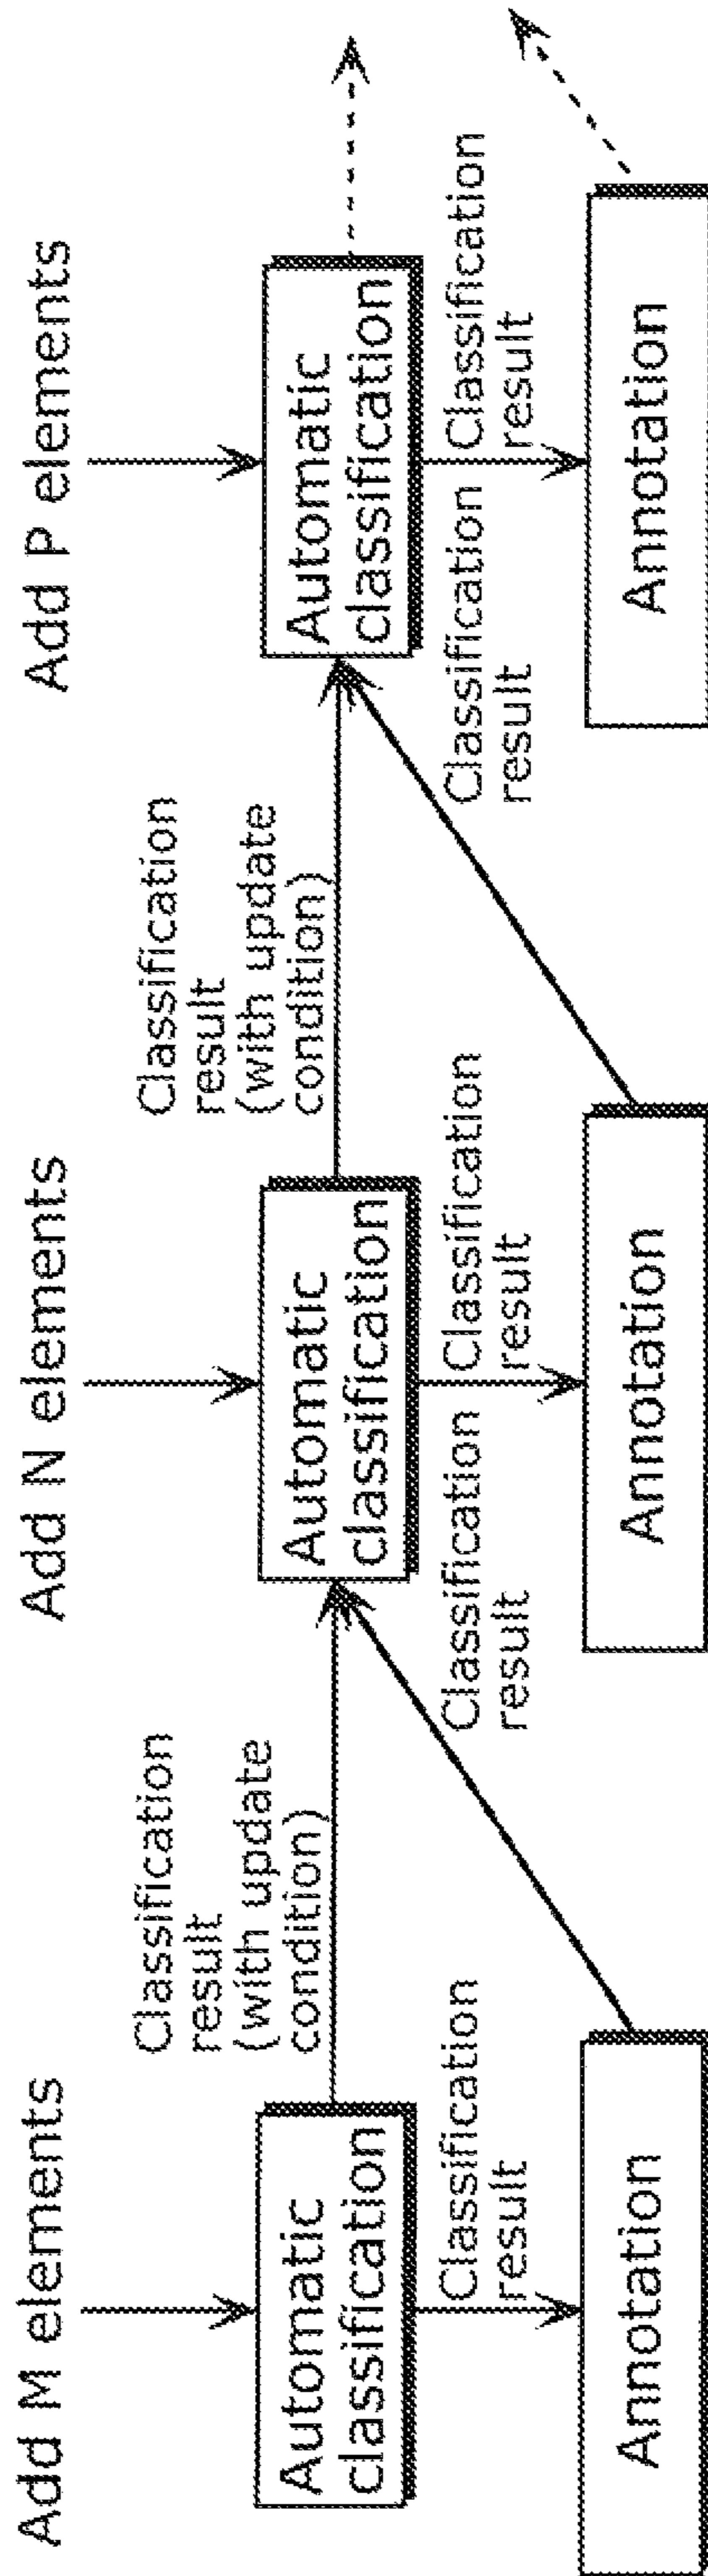 Add M elements
Automatic
classification
Classification
result
Annotation
Classification
result
(with update
condition)
Classification
result
Add N elements
Automatic
classification
Classification
result
Annotation
Classification
result
(with update
condition)
Classification
result
Add P elements
Automatic
classification
Classification
result
Annotation